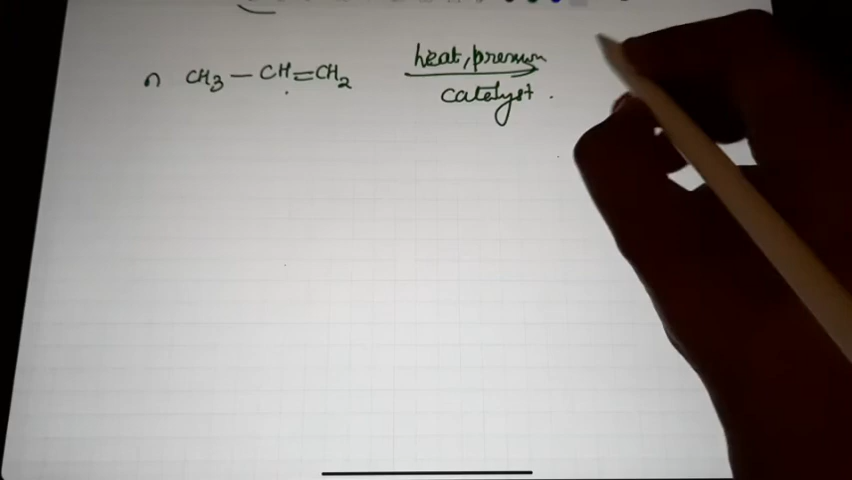 n CH3 — CH=CH2 heat, pressure
catalyst.